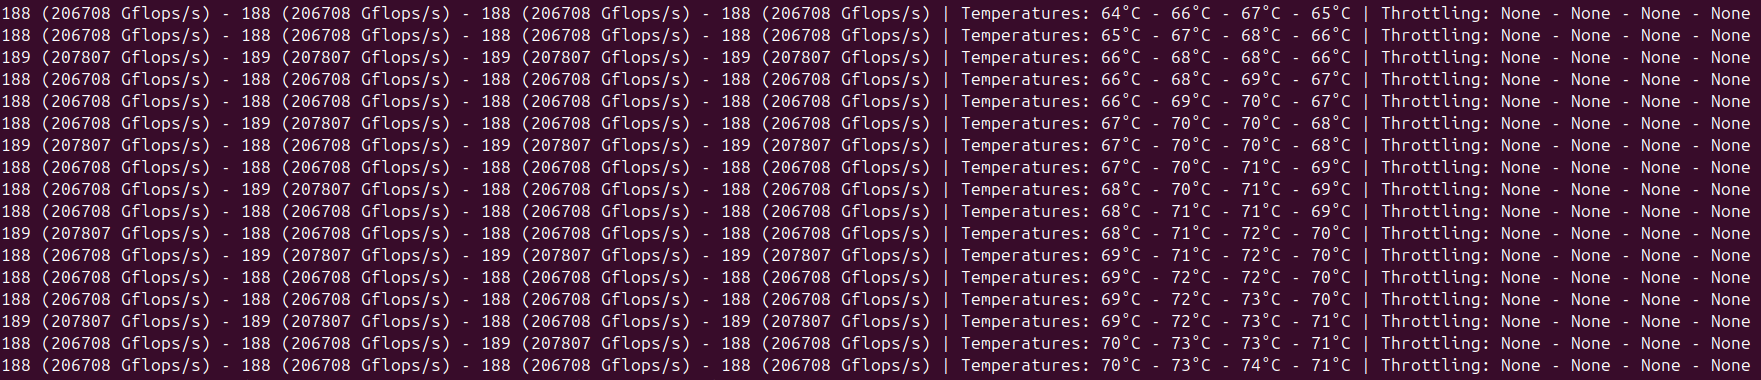 188 (206708 Gflops/s) - 188 (206708 Gflops/s) - 188 (206708 Gflops/s) - 188 (206708 Gflops/s) | Temperatures: 64°C - 66°C - 67°C - 65°C | Throttling: None - None - None - None
188 (206708 Gflops/s) - 188 (206708 Gflops/s) - 188 (206708 Gflops/s) - 188 (206708 Gflops/s) | Temperatures: 65°C - 67°C - 68°C - 66°C | Throttling: None - None - None - None
189 (207807 Gflops/s) - 189 (207807 Gflops/s) - 189 (207807 Gflops/s) - 189 (207807 Gflops/s) | Temperatures: 66°C - 68°C - 68°C - 66°C | Throttling: None - None - None - None
188 (206708 Gflops/s) - 188 (206708 Gflops/s) - 188 (206708 Gflops/s) - 188 (206708 Gflops/s) | Temperatures: 66°C - 68°C - 69°C - 67°C | Throttling: None - None - None - None
188 (206708 Gflops/s) - 188 (206708 Gflops/s) - 188 (206708 Gflops/s) - 188 (206708 Gflops/s) | Temperatures: 66°C - 69°C - 70°C - 67°C | Throttling: None - None - None - None
188 (206708 Gflops/s) - 189 (207807 Gflops/s) - 188 (206708 Gflops/s) - 188 (206708 Gflops/s) | Temperatures: 67°C - 70°C - 70°C - 68°C | Throttling: None - None - None - None
189 (207807 Gflops/s) - 188 (206708 Gflops/s) - 189 (207807 Gflops/s) - 189 (207807 Gflops/s) | Temperatures: 67°C - 70°C - 70°C - 68°C | Throttling: None - None - None - None
188 (206708 Gflops/s) - 188 (206708 Gflops/s) - 188 (206708 Gflops/s) - 188 (206708 Gflops/s) | Temperatures: 67°C - 70°C - 71°C - 69°C | Throttling: None - None - None - None
188 (206708 Gflops/s) - 189 (207807 Gflops/s) - 188 (206708 Gflops/s) - 188 (206708 Gflops/s) | Temperatures: 68°C - 70°C - 71°C - 69°C | Throttling: None - None - None - None
188 (206708 Gflops/s) - 188 (206708 Gflops/s) - 188 (206708 Gflops/s) - 188 (206708 Gflops/s) | Temperatures: 68°C - 71°C - 71°C - 69°C | Throttling: None - None - None - None
189 (207807 Gflops/s) - 188 (206708 Gflops/s) - 188 (206708 Gflops/s) - 188 (206708 Gflops/s) | Temperatures: 68°C - 71°C - 72°C - 70°C | Throttling: None - None - None - None
188 (206708 Gflops/s) - 189 (207807 Gflops/s) - 189 (207807 Gflops/s) - 189 (207807 Gflops/s) | Temperatures: 69°C - 71°C - 72°C - 70°C | Throttling: None - None - None - None
188 (206708 Gflops/s) - 188 (206708 Gflops/s) - 188 (206708 Gflops/s) - 188 (206708 Gflops/s) | Temperatures: 69°C - 72°C - 72°C - 70°C | Throttling: None - None - None - None
188 (206708 Gflops/s) - 188 (206708 Gflops/s) - 188 (206708 Gflops/s) - 188 (206708 Gflops/s) | Temperatures: 69°C - 72°C - 73°C - 70°C | Throttling: None - None - None - None
189 (207807 Gflops/s) - 189 (207807 Gflops/s) - 188 (206708 Gflops/s) - 189 (207807 Gflops/s) | Temperatures: 69°C - 72°C - 73°C - 71°C | Throttling: None - None - None - None
188 (206708 Gflops/s) - 188 (206708 Gflops/s) - 189 (207807 Gflops/s) - 188 (206708 Gflops/s) | Temperatures: 70°C - 73°C - 73°C - 71°C | Throttling: None - None - None - None
188 (206708 Gflops/s) - 188 (206708 Gflops/s) - 188 (206708 Gflops/s) - 188 (206708 Gflops/s) | Temperatures: 70°C - 73°C - 74°C - 71°C | Throttling: None - None - None - None